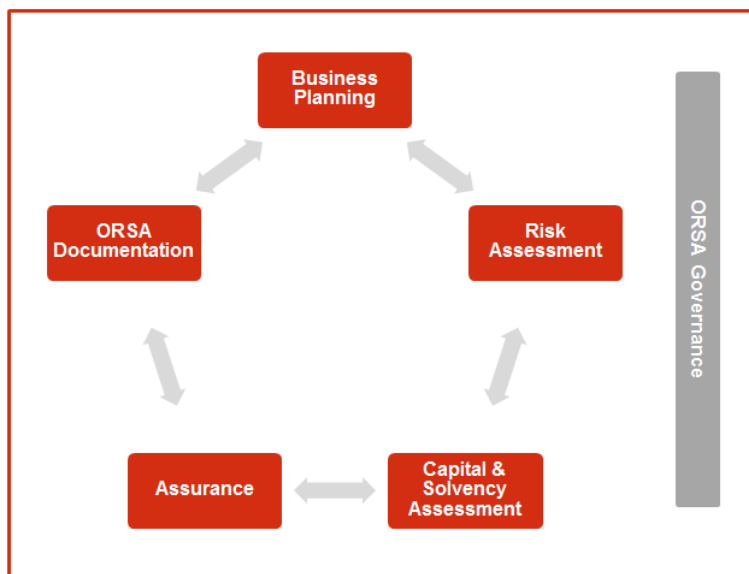 Business
Planning
ORSA
Documentation
Risk
Assessment
ORSA Governance
Assurance
Capital &
Solvency
Assessment